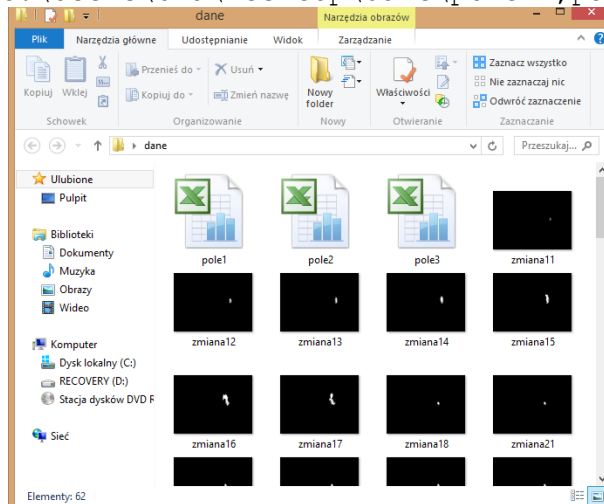 dane
Narzędzia obrazów
Plik
Narzędzia główne
Udostępnianie
Widok
Zarządzanie
Kopiuj
Wklej
Schowek
Przenieś do
Kopiuj do
Usuń
Zmień nazwę
Organizowanie
Nowy folder
Nowy
Właściwości
Otwieranie
Zaznacz wszystko
Nie zaznaczaj nic
Odwróć zaznaczenie
Zaznaczanie
dane
Przeszukaj...
Ulubione
Pulpit
Biblioteki
Dokumenty
Muzyka
Obrazy
Wideo
Komputer
Dysk lokalny (C:)
RECOVERY (D:)
Stacja dysków DVD R
Sieć
pole1
pole2
pole3
zmiana11
zmiana12
zmiana13
zmiana14
zmiana15
zmiana16
zmiana17
zmiana18
zmiana21
Elementy: 62